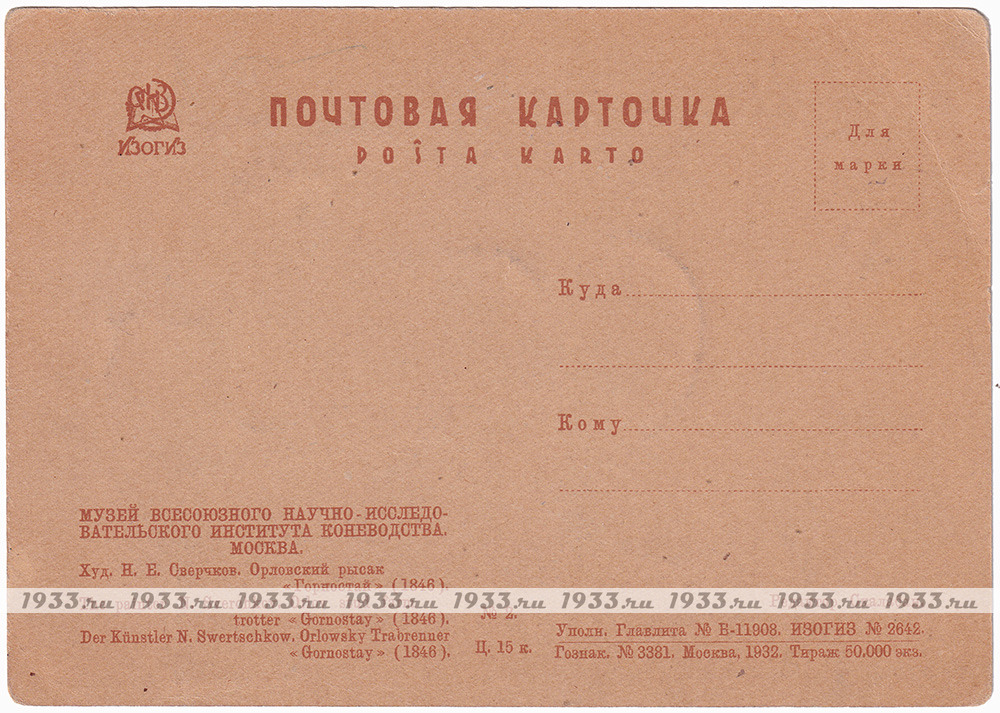 ИЗОГИЗ
ПОЧТОВАЯ КАРТОЧКА
POŜTA KARTO
Для
марки
Куда
Кому
МУЗЕЙ ВСЕСОЮЗНОГО НАУЧНО-ИССЛЕДО-
ВАТЕЛЬСКОГО ИНСТИТУТА КОНЕВОДСТВА.
МОСКВА.
Худ. Н. Е. Сверчков. Орловский рысак
«Горностай» (1846).
trotter «Gornostay» (1846)
Der Künstler N. Swertschkow. Orlowsky Trabrenner
«Gornostay» (1846).
№ 2.
Ц. 15 к.
Уполн. Главлита № В-11908. ИЗОГИЗ № 2642.
Гознак. № 3381. Москва, 1932. Тираж 50.000 экз.
1933.ru 1933.ru 1933.ru 1933.ru 1933.ru 1933.ru 1933.ru 1933.ru 1933.ru